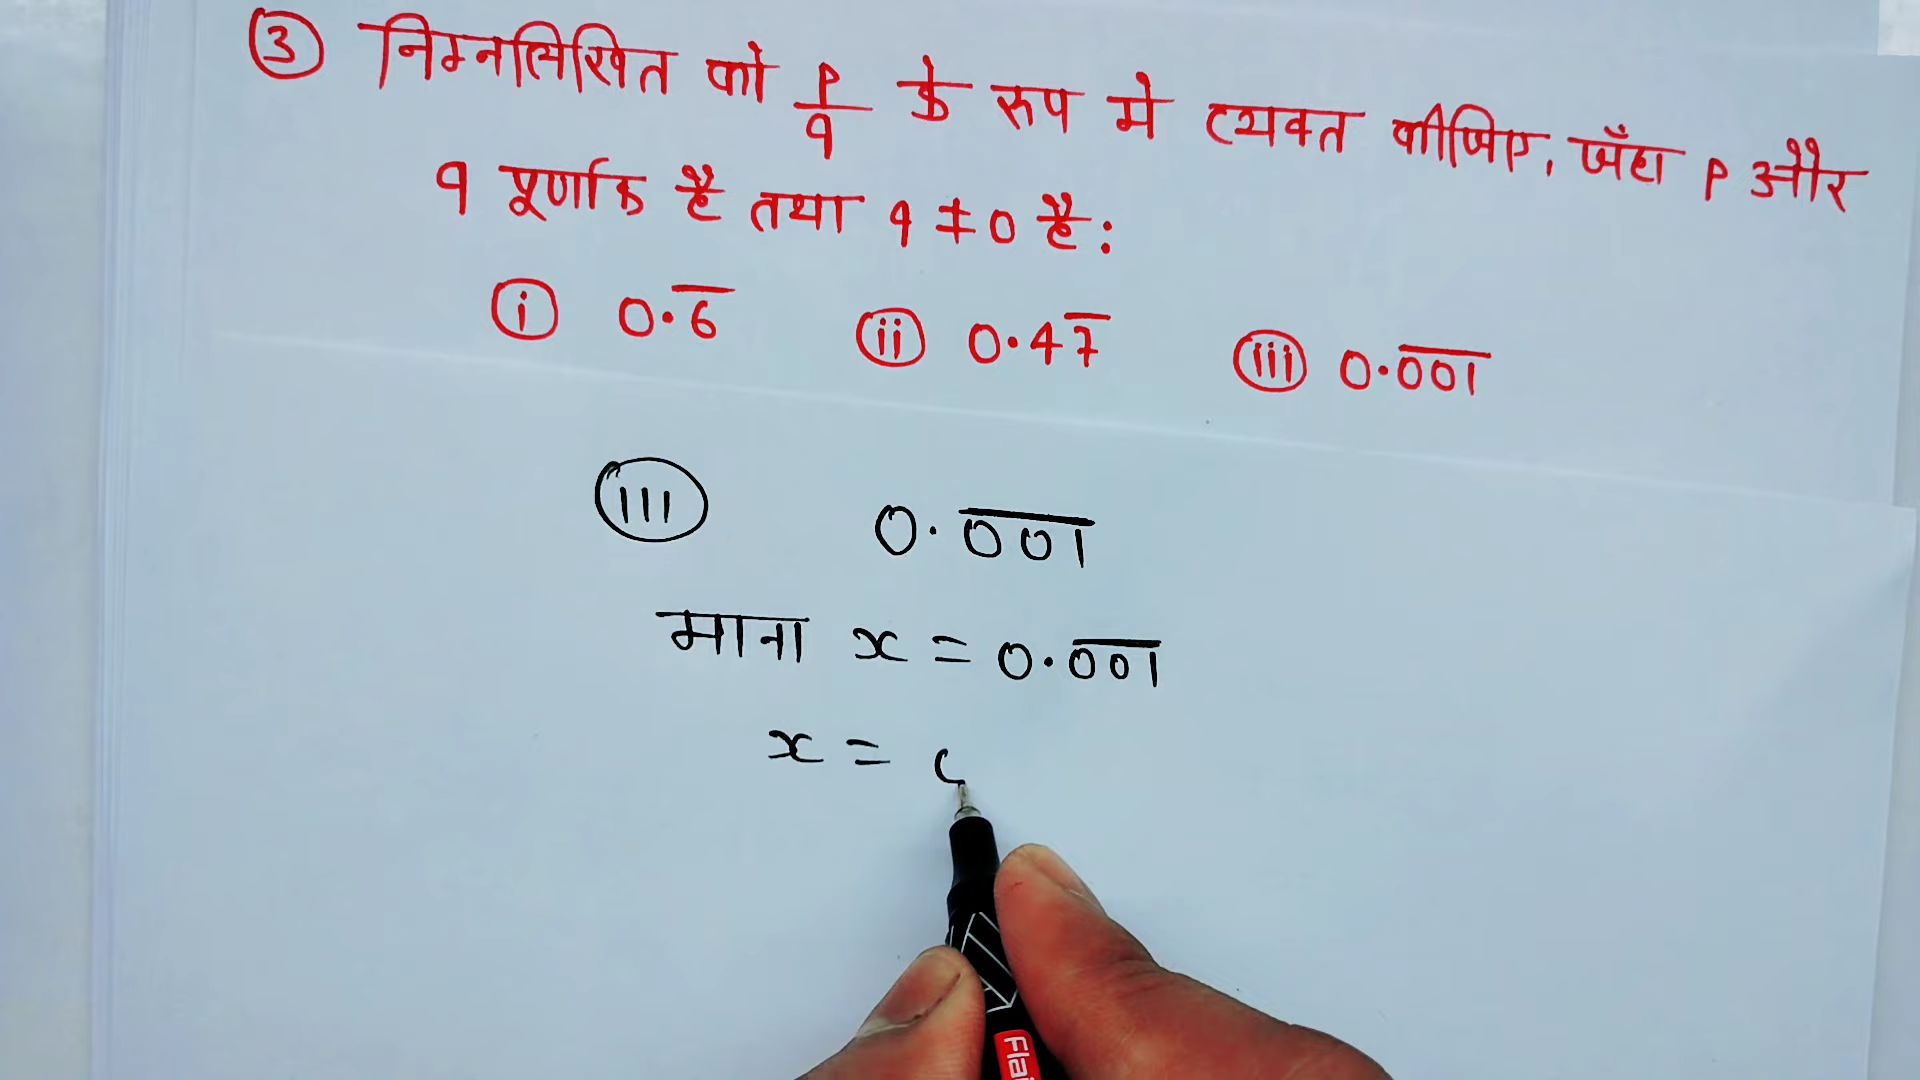 ③ निम्नलिखित को p/q के रूप मे व्यक्त कीजिए, जँहा p और
q पूर्णांक है तथा q ≠ 0 है:
ⓘ 0.6̅ ⓘⓘ 0.47̅ ⓘⓘⓘ 0.0̅0̅1̅
ⓘⓘⓘ 0.0̅0̅1̅
माना x = 0.0̅0̅1̅
x =
Flai